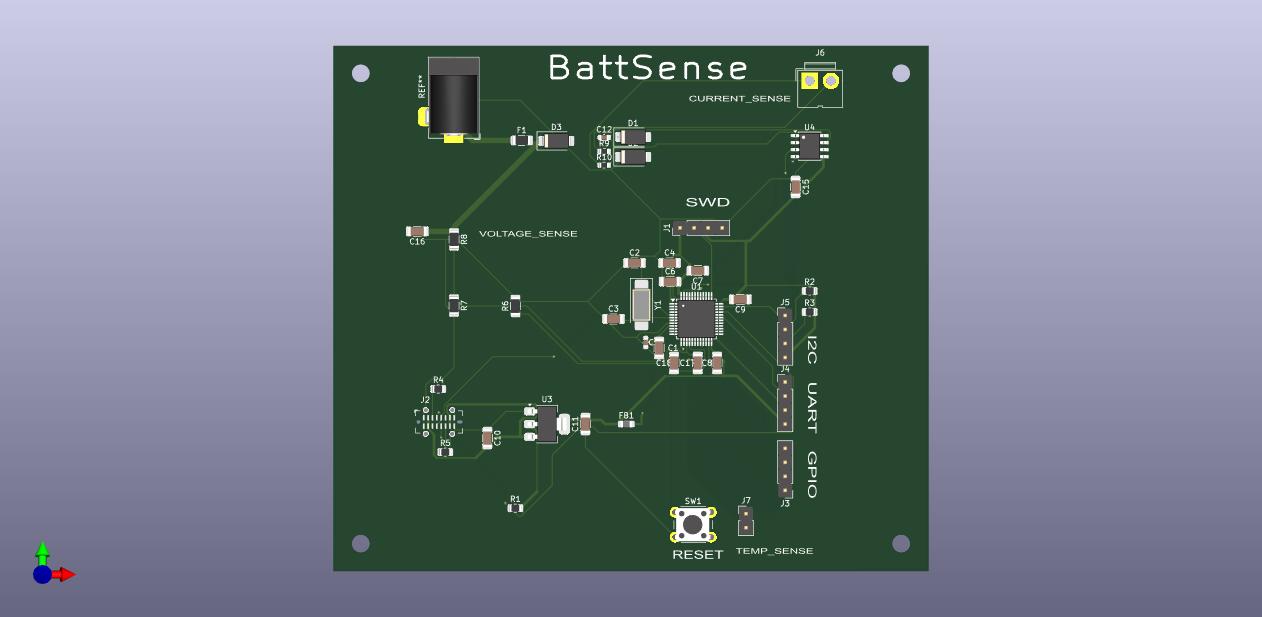 J6
BattSense
REF**
CURRENT_SENSE
F1
D3
C12
D1
U4
R9
R10
C15
SWD
J1
VOLTAGE_SENSE
C16
R8
C2
C4
C6
C7
U1
R2
R3
R7
R6
Y1
C3
C9
J5
I2C
C1
C8
J4
UART
R4
J2
U3
C11
FB1
C10
R5
GPIO
J3
R1
SW1
J7
RESET
TEMP_SENSE